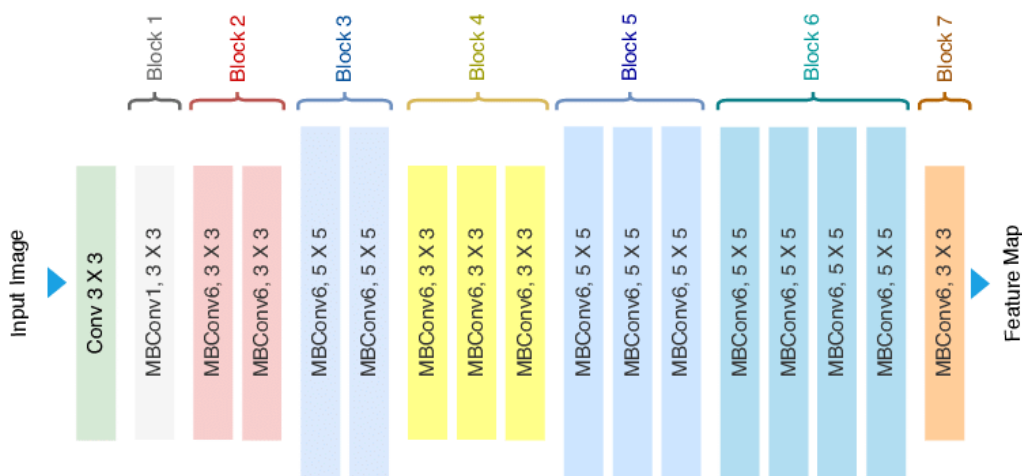 Block 1
Block 2
Block 3
Block 4
Block 5
Block 6
Block 7
Input Image
Conv 3 X 3
MBConv1, 3 X 3
MBConv6, 3 X 3
MBConv6, 3 X 3
MBConv6, 5 X 5
MBConv6, 5 X 5
MBConv6, 3 X 3
MBConv6, 3 X 3
MBConv6, 3 X 3
MBConv6, 5 X 5
MBConv6, 5 X 5
MBConv6, 5 X 5
MBConv6, 5 X 5
MBConv6, 5 X 5
MBConv6, 5 X 5
MBConv6, 5 X 5
MBConv6, 3 X 3
Feature Map